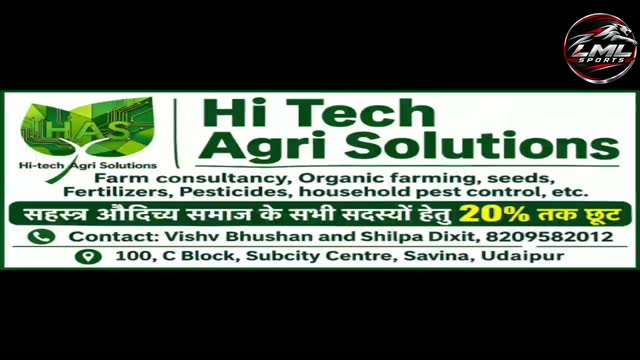 LML
SPORTS
HAS
Hi-tech Agri Solutions
Hi Tech
Agri Solutions
Farm consultancy, Organic farming, seeds,
Fertilizers, Pesticides, household pest control, etc.
सहस्त्र औदिच्य समाज के सभी सदस्यों हेतु 20% तक छूट
Contact: Vishv Bhushan and Shilpa Dixit, 8209582012
100, C Block, Subcity Centre, Savina, Udaipur